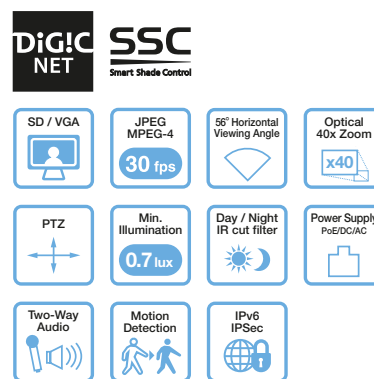 DiG!C
NET
SSC
Smart Shade Control
SD / VGA
JPEG
MPEG-4
30 fps
56° Horizontal
Viewing Angle
Optical
40x Zoom
x40
PTZ
Min.
Illumination
0.7 lux
Day / Night
IR cut filter
Power Supply
PoE/DC/AC
Two-Way
Audio
Motion
Detection
IPv6
IPSec